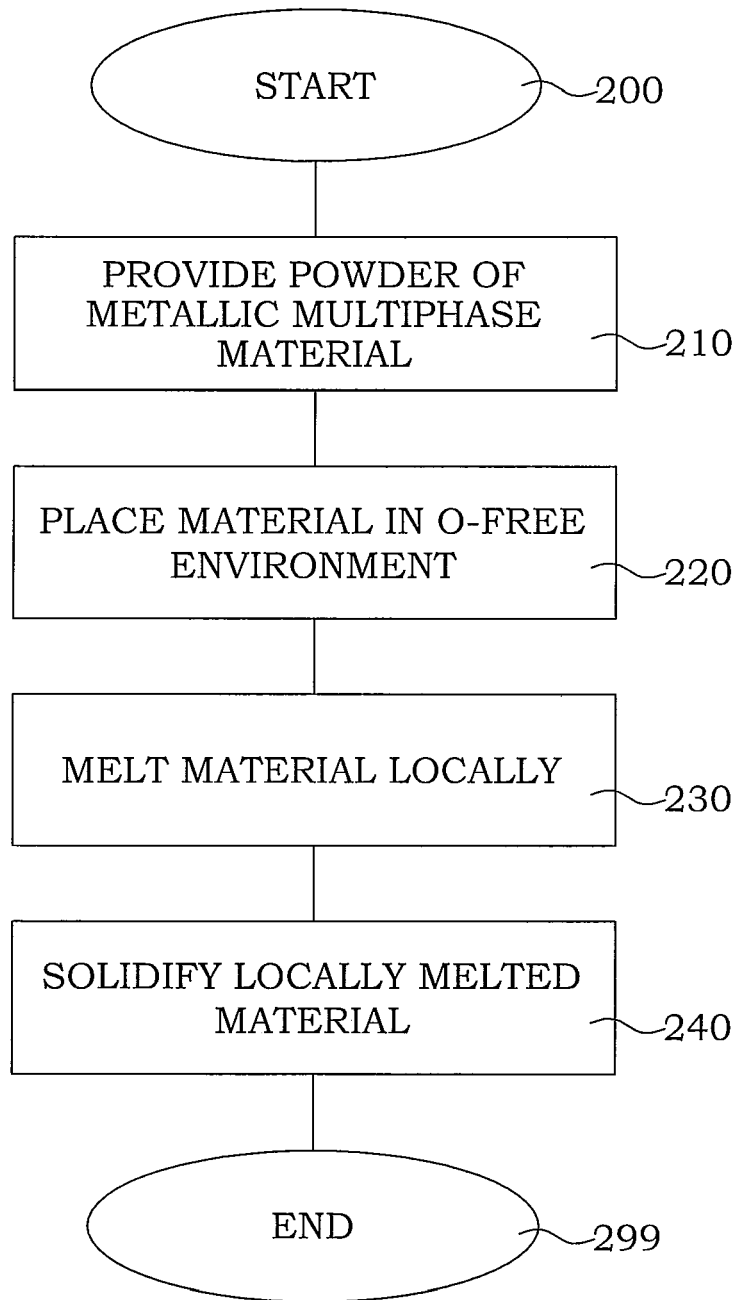 START
200
PROVIDE POWDER OF
METALLIC MULTIPHASE
MATERIAL
210
PLACE MATERIAL IN O-FREE
ENVIRONMENT
220
MELT MATERIAL LOCALLY
230
SOLIDIFY LOCALLY MELTED
MATERIAL
240
END
299